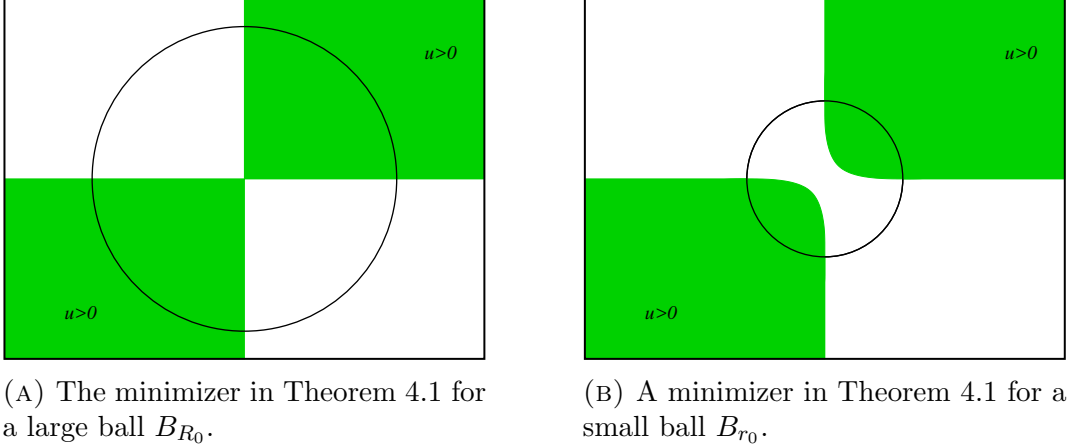 u>0
u>0
u>0
u>0
(A) The minimizer in Theorem 4.1 for
a large ball B_{R_0}.
(B) A minimizer in Theorem 4.1 for a
small ball B_{r_0}.